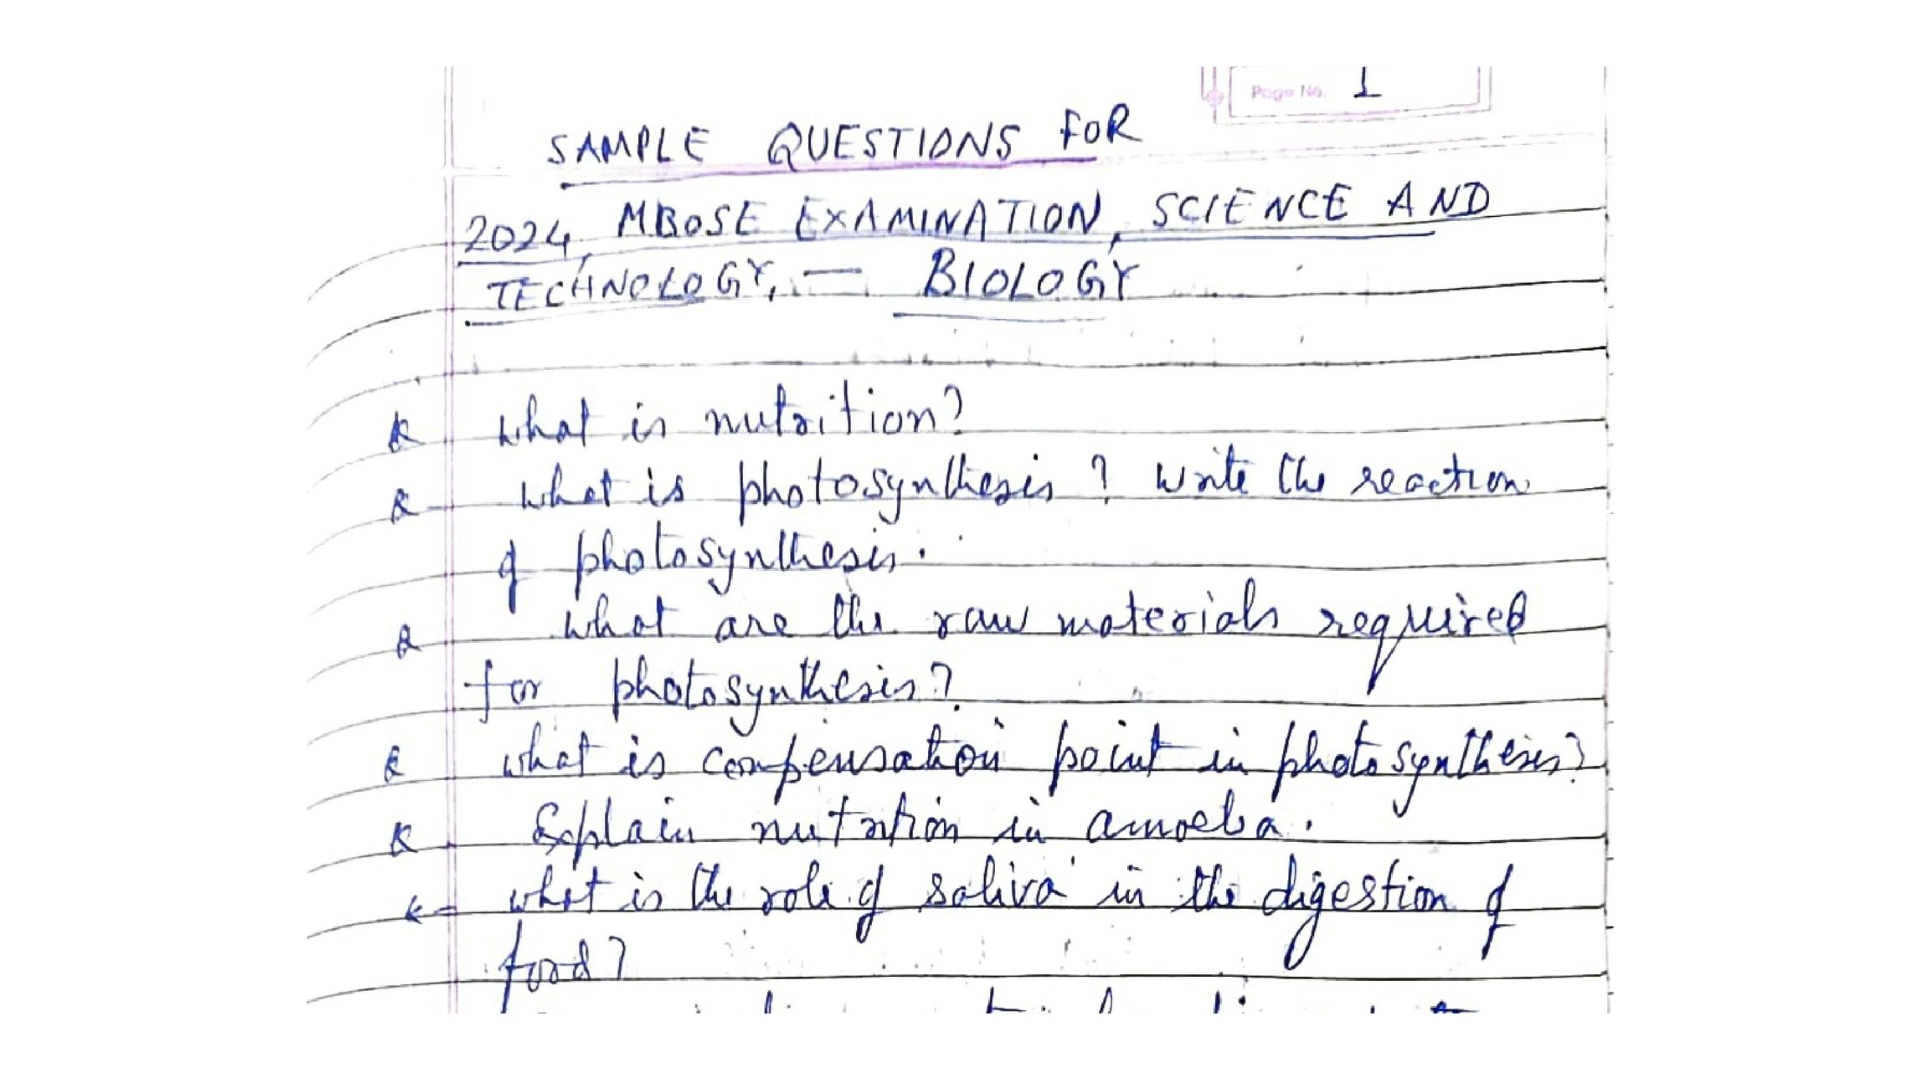 Page No. 1
SAMPLE QUESTIONS FOR
2024, MBOSE EXAMINATION, SCIENCE AND
TECHNOLOGY, — BIOLOGY
What is nutrition?
What is photosynthesis? Write the reaction
of photosynthesis.
What are the raw materials required
for photosynthesis?
What is compensation point in photosynthesis?
Explain nutrition in amoeba.
What is the role of saliva in the digestion of
food?